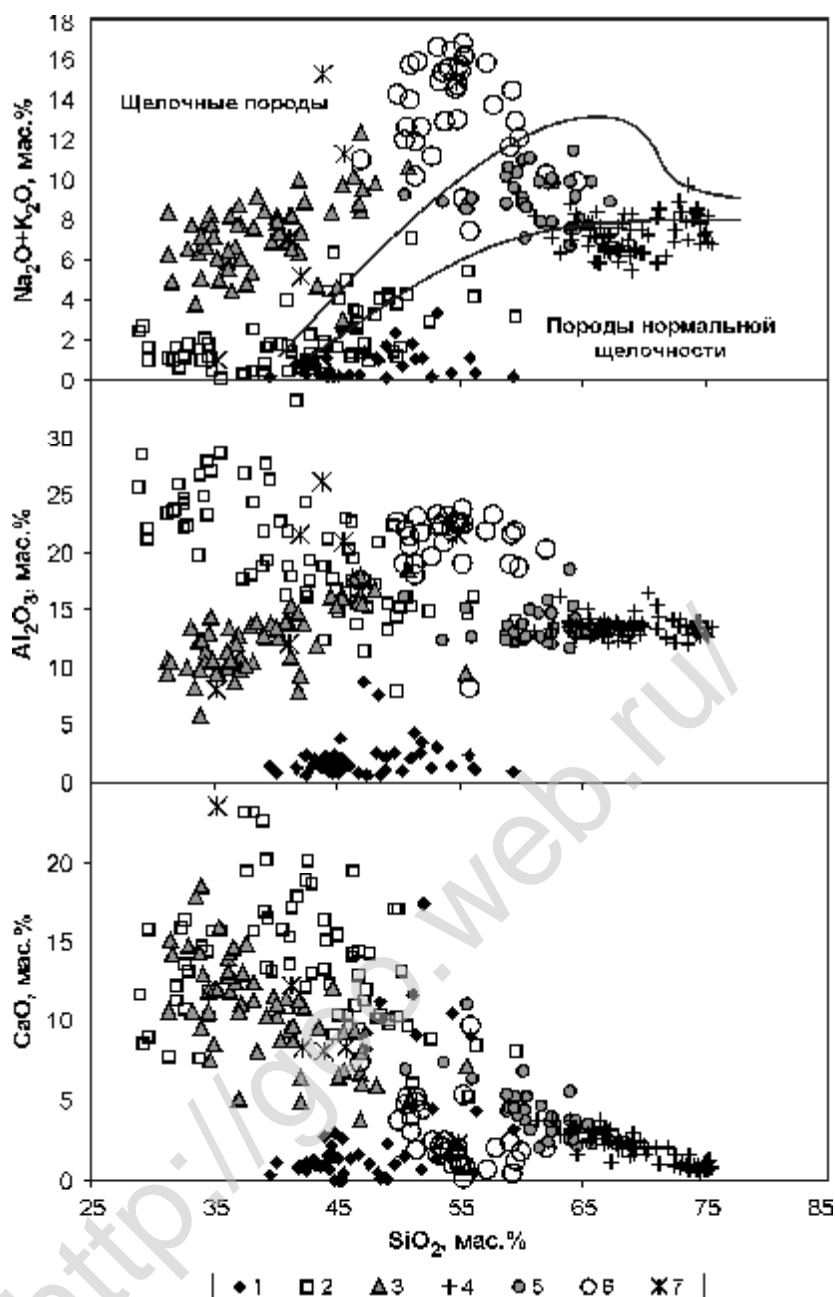 18
16
14
12
10
8
6
4
2
0
Na2O+K2O, мас.%
Щелочные породы
Породы нормальной
щелочности
30
25
20
15
10
5
0
Al2O3, мас.%
20
15
10
5
0
CaO, мас.%
25 35 45 55 65 75 85
SiO2, мас.%
1 2 3 4 5 6 7
http://geo.web.ru/